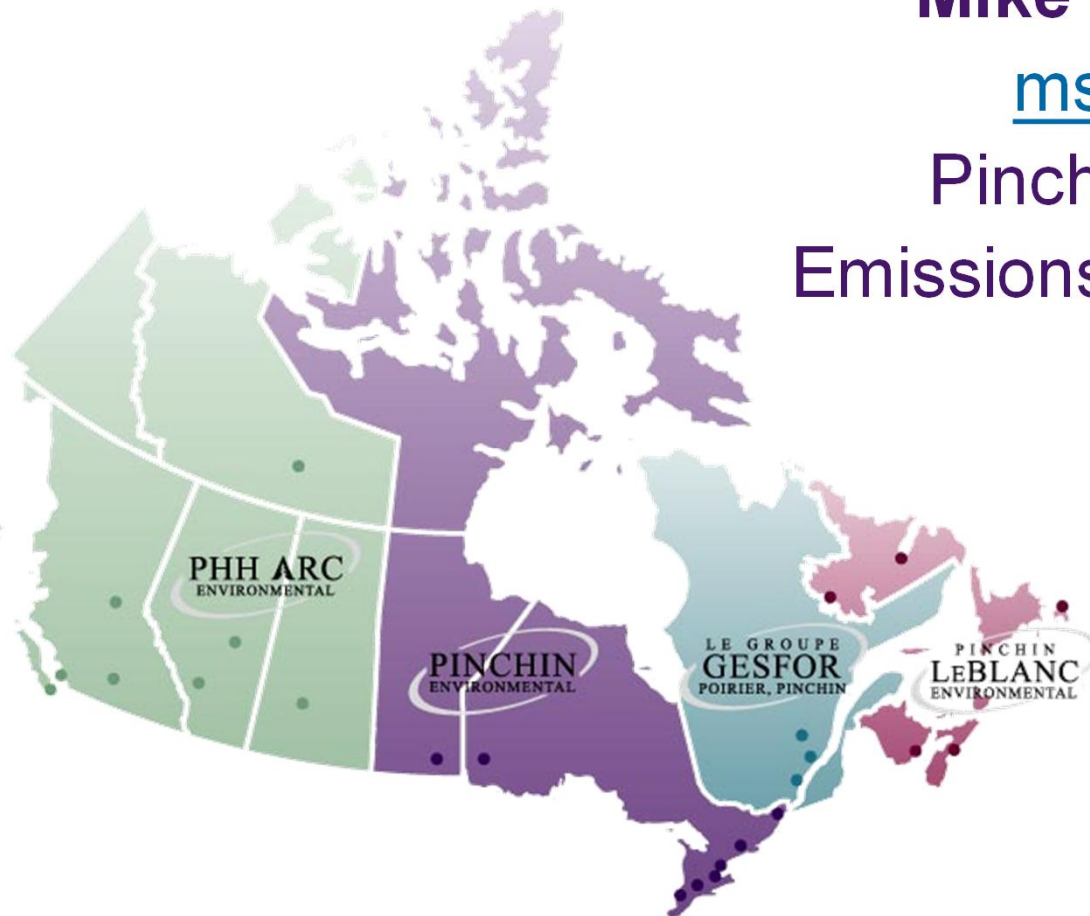 Mike
ms
Pinch
Emissions
PHH ARC
ENVIRONMENTAL
PINCHIN
ENVIRONMENTAL
LE GROUPE
GESFOR
POIRIER, PINCHIN
PINCHIN
LEBLANC
ENVIRONMENTAL